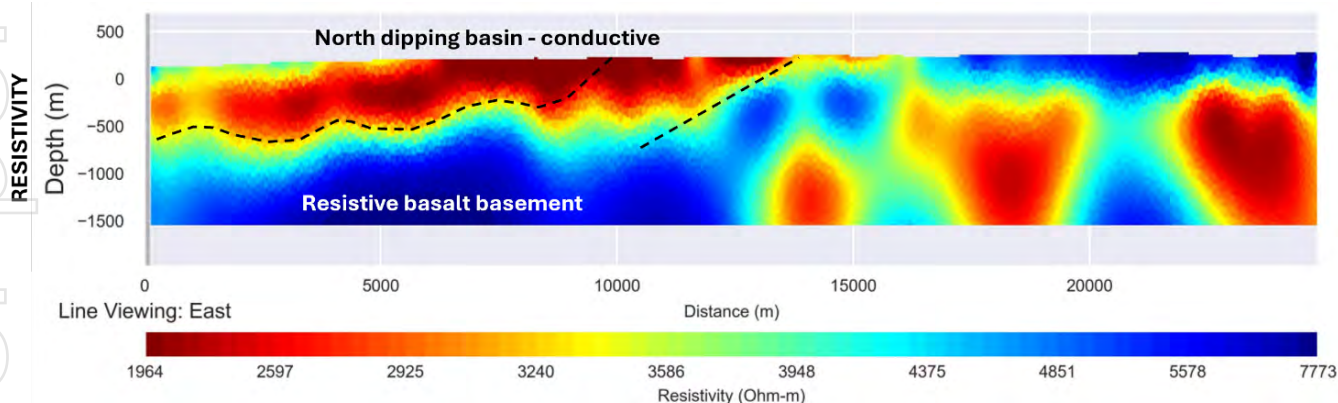 North dipping basin - conductive
Resistive basalt basement
RESISTIVITY
Depth (m)
500
0
−500
−1000
−1500
0 5000 10000 15000 20000
Line Viewing: East
Distance (m)
1964 2597 2925 3240 3586 3948 4375 4851 5578 7773
Resistivity (Ohm-m)